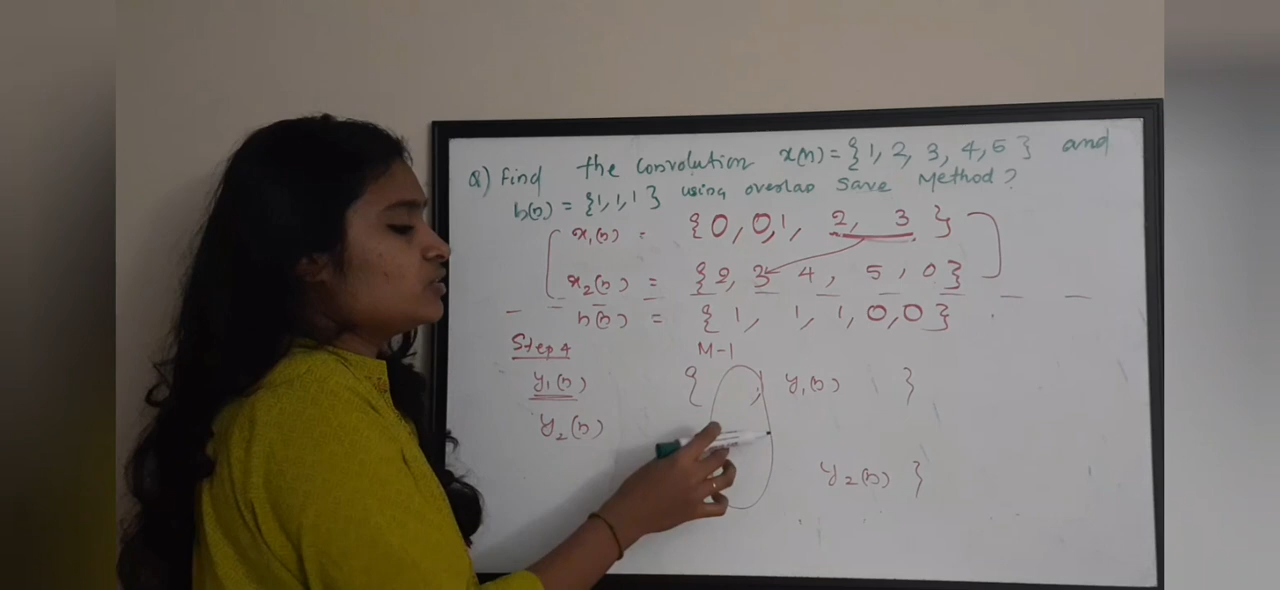 Q) Find the Convolution x(n) = {1, 2, 3, 4, 5} and
h(n) = {1, 1, 1} using overlap save Method?
x₁(n) = {0, 0, 1, 2, 3}
x₂(n) = {2, 3 4, 5, 0}
h(n) = {1, 1, 1, 0, 0}
Step 4
M-1
y₁(n) { , y₁(n) }
y₂(n)
y₂(n) }